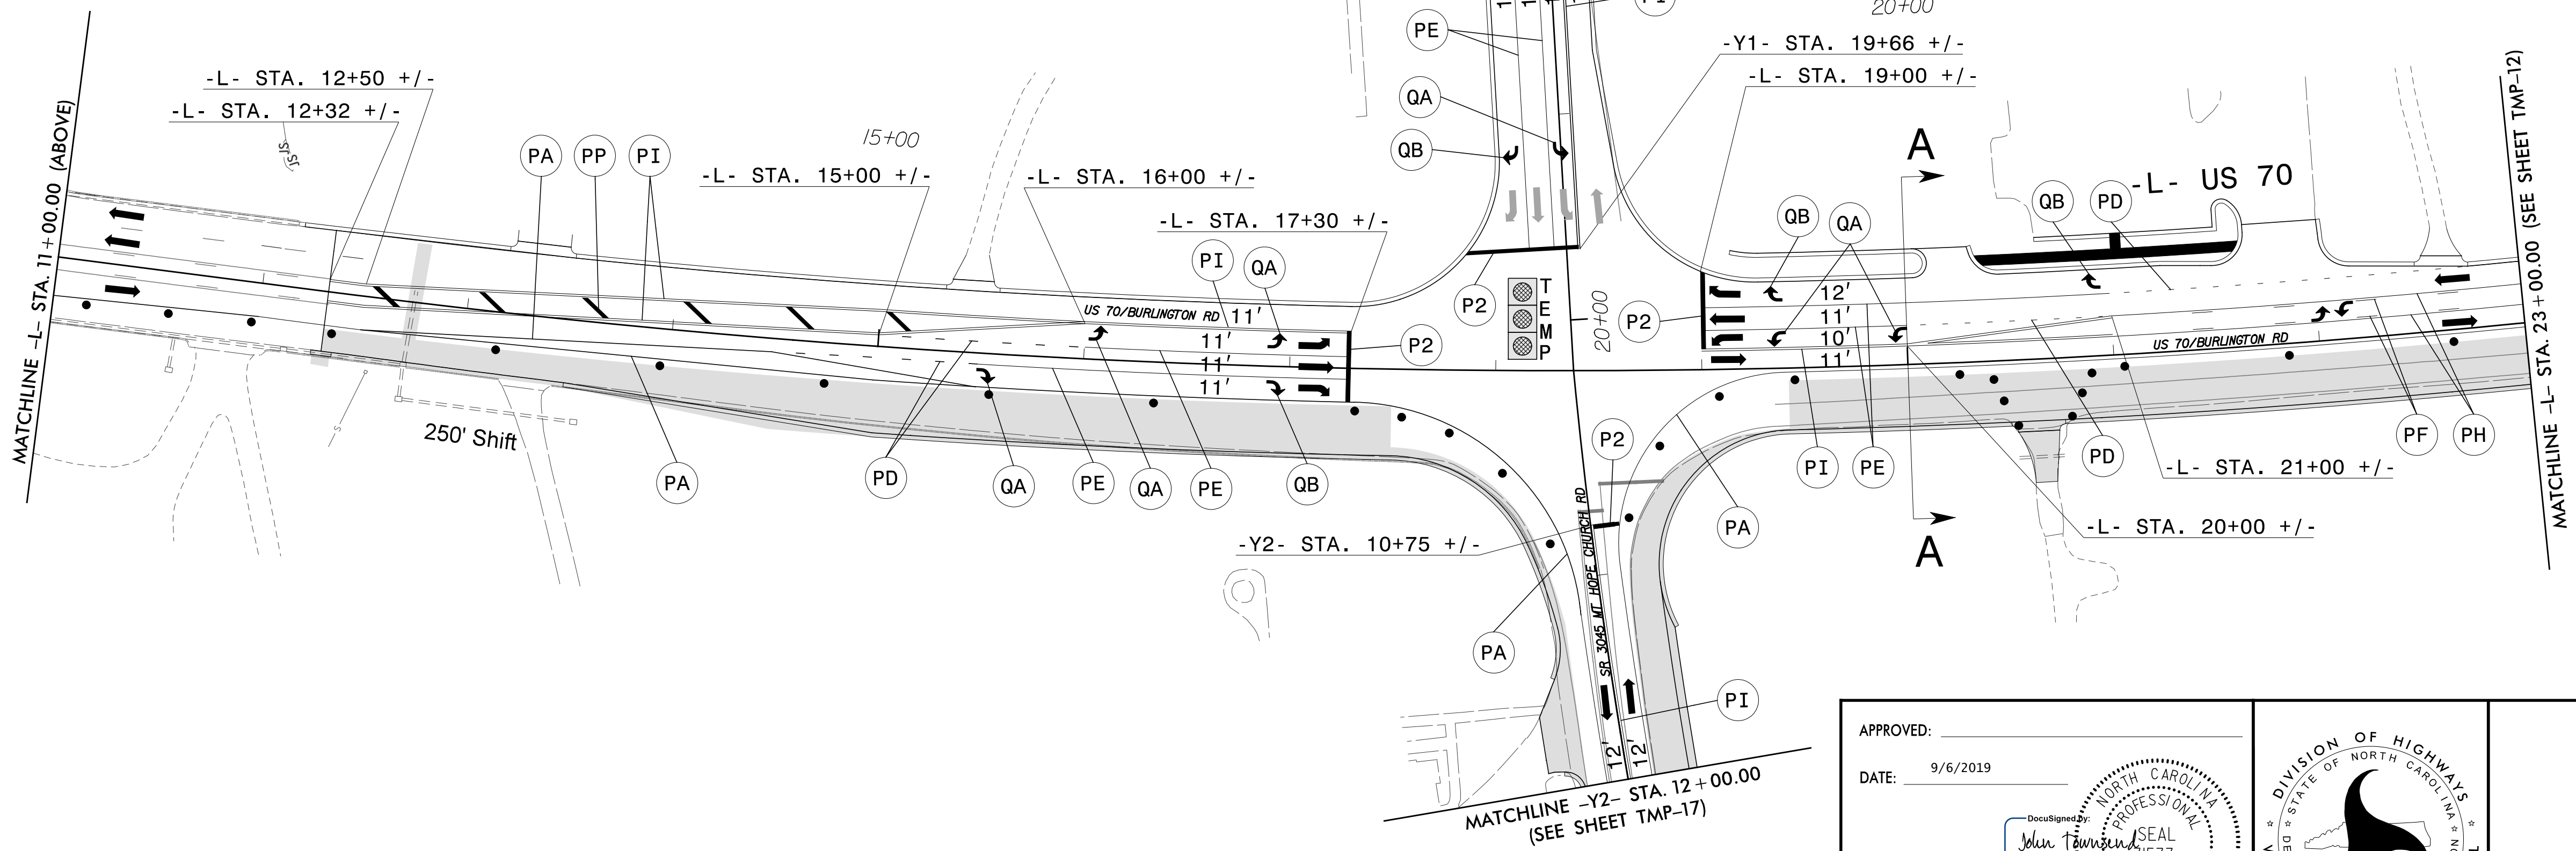 20+00
PE
PI
-Y1- STA. 19+66 +/-
-L- STA. 19+00 +/-
-L- STA. 12+50 +/-
-L- STA. 12+32 +/-
QA
QB
15+00
PA
PP
PI
-L- STA. 15+00 +/-
-L- STA. 16+00 +/-
-L- STA. 17+30 +/-
PI
QA
A
-L- US 70
QB
QA
QB
PD
MATCHLINE -L- STA. 11+00.00 (ABOVE)
MATCHLINE -L- STA. 23+00.00 (SEE SHEET TMP-12)
US 70/BURLINGTON RD
11'
11'
11'
11'
P2
P2
TEMP
20+00
P2
12'
11'
10'
11'
US 70/BURLINGTON RD
250' Shift
PA
PD
QA
PE
QA
PE
QB
P2
PA
PI
PE
PD
PF
PH
-L- STA. 21+00 +/-
-L- STA. 20+00 +/-
A
-Y2- STA. 10+75 +/-
SR 3045 MT HOPE CHURCH RD
PA
PI
12'
12'
MATCHLINE -Y2- STA. 12+00.00
(SEE SHEET TMP-17)
APPROVED:
DATE: 9/6/2019
DocuSigned by:
John Townsend
NORTH CAROLINA
PROFESSIONAL
SEAL
DIVISION OF HIGHWAYS
STATE OF NORTH CAROLINA